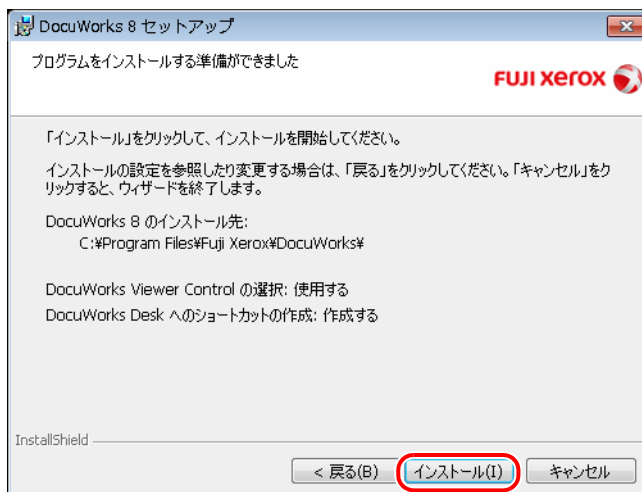 DocuWorks 8 セットアップ
プログラムをインストールする準備ができました
FUJI xerox
「インストール」をクリックして、インストールを開始してください。
インストールの設定を参照したり変更する場合は、「戻る」をクリックしてください。「キャンセル」をク
リックすると、ウィザードを終了します。
DocuWorks 8 のインストール先:
C:¥Program Files¥Fuji Xerox¥DocuWorks¥
DocuWorks Viewer Control の選択: 使用する
DocuWorks Desk へのショートカットの作成: 作成する
InstallShield
< 戻る(B) インストール(I) キャンセル